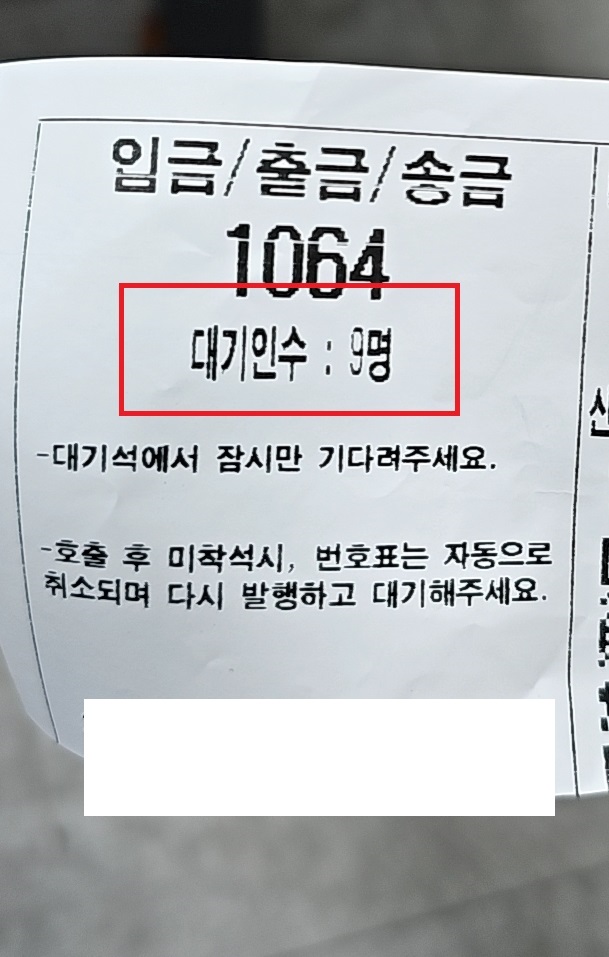 입금/출금/송금
1064
대기인수 : 9명
-대기석에서 잠시만 기다려주세요.
-호출 후 미착석시, 번호표는 자동으로
취소되며 다시 발행하고 대기해주세요.